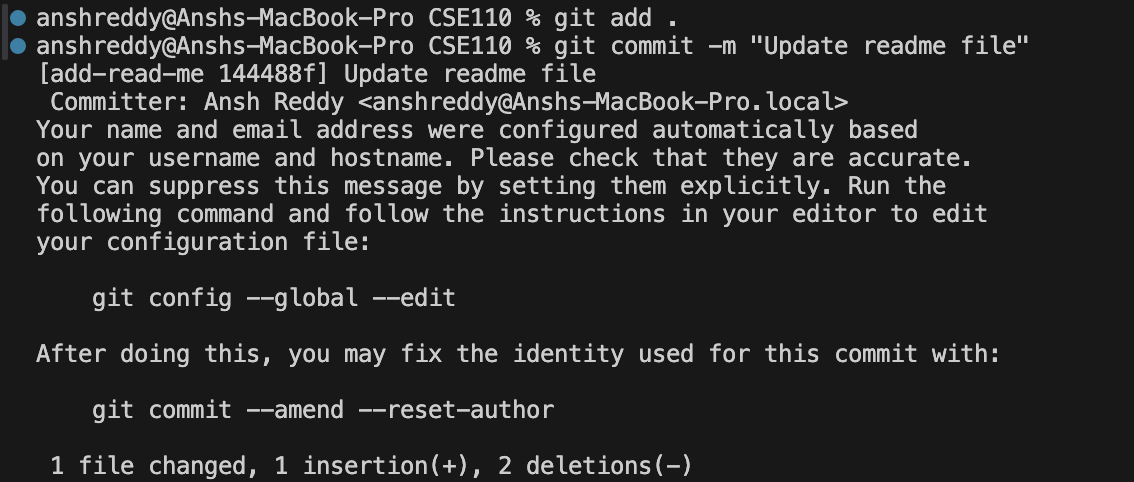 anshreddy@Anshs-MacBook-Pro CSE110 % git add .
anshreddy@Anshs-MacBook-Pro CSE110 % git commit -m "Update readme file"
[add-read-me 144488f] Update readme file
 Committer: Ansh Reddy <anshreddy@Anshs-MacBook-Pro.local>
Your name and email address were configured automatically based
on your username and hostname. Please check that they are accurate.
You can suppress this message by setting them explicitly. Run the
following command and follow the instructions in your editor to edit
your configuration file:

    git config --global --edit

After doing this, you may fix the identity used for this commit with:

    git commit --amend --reset-author

 1 file changed, 1 insertion(+), 2 deletions(-)